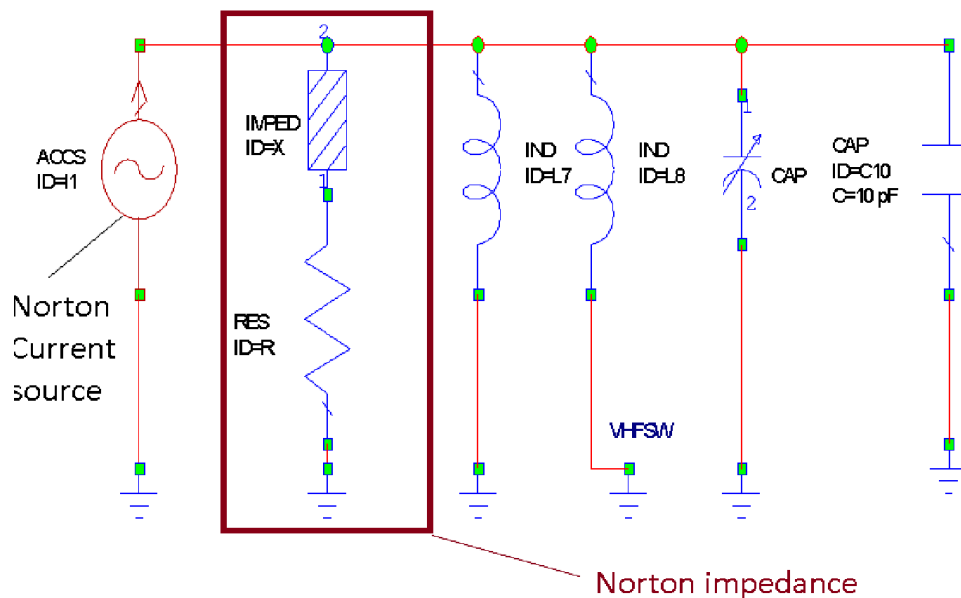 2
IMPED
ID=X
1
ACCS
ID=I1
IND
ID=L7
IND
ID=L8
1
CAP
2
CAP
ID=C10
C=10 pF
Norton
Current
source
RES
ID=R
VHFSW
Norton impedance